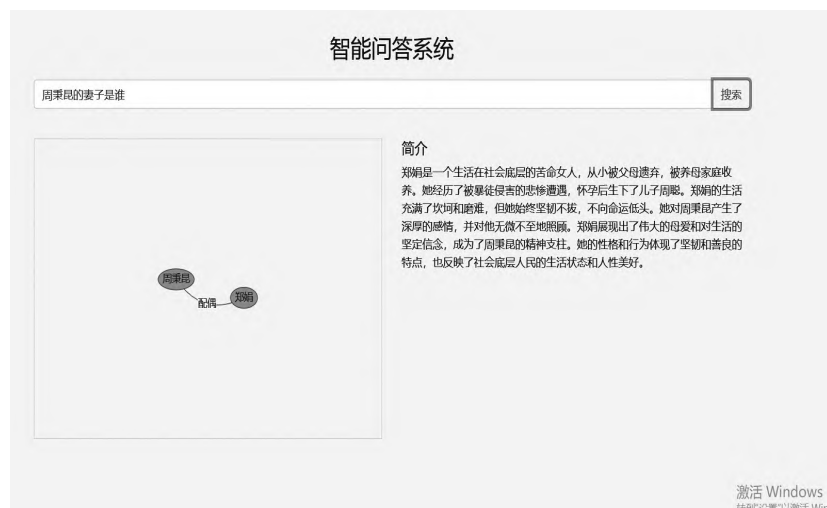 智能问答系统
周秉昆的妻子是谁
搜索
简介
郑娟是一个生活在社会底层的苦命女人，从小被父母遗弃，被养母家庭收
养。她经历了被暴徒侵害的悲惨遭遇，怀孕后生下了儿子周聪。郑娟的生活
充满了坎坷和磨难，但她始终坚韧不拔，不向命运低头。她对周秉昆产生了
深厚的感情，并对他无微不至地照顾。郑娟展现出了伟大的母爱和对生活的
坚定信念，成为了周秉昆的精神支柱。她的性格和行为体现了坚韧和善良的
特点，也反映了社会底层人民的生活状态和人性美好。
周秉昆
郑娟
配偶
激活 Windows